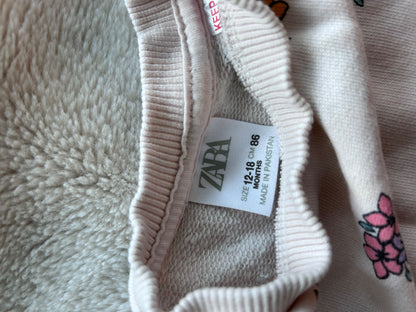 KEEP
ZARA
SIZE 12-18 CM 86
MONTHS
MADE IN PAKISTAN